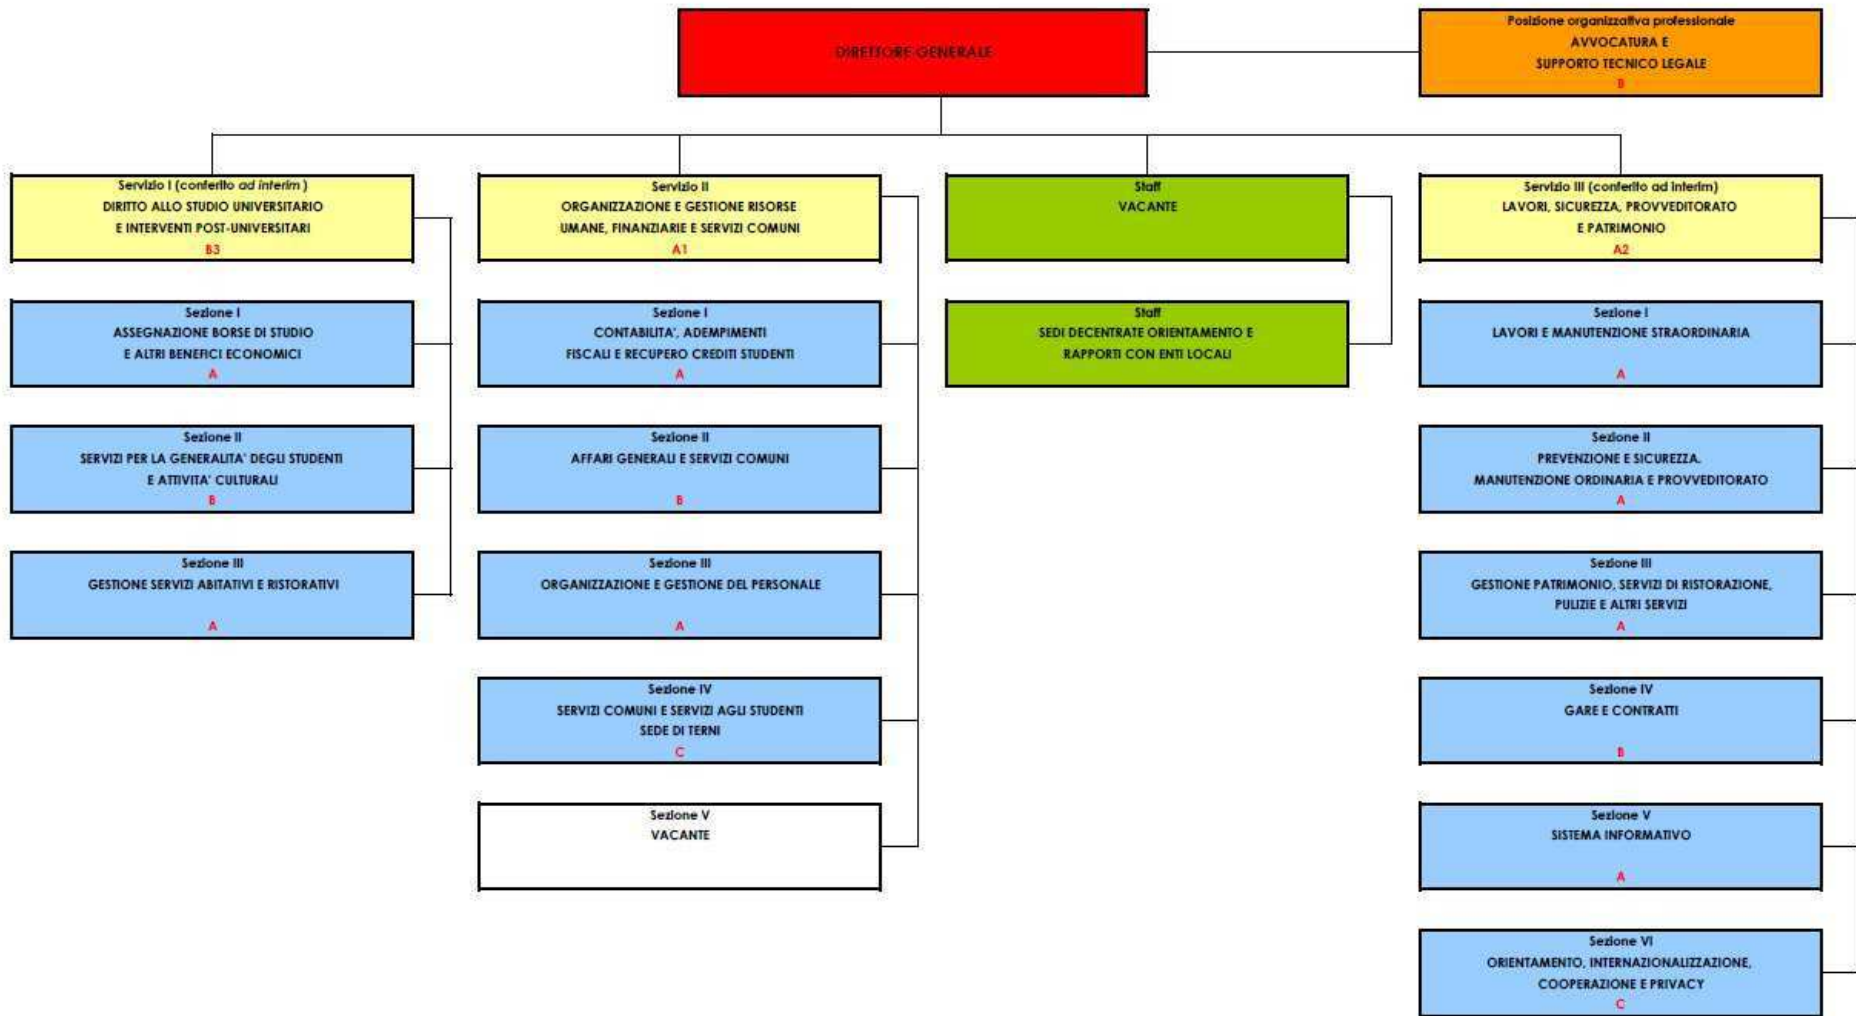 DIRETTORE GENERALE
Posizione organizzativa professionale
AVVOCATURA E
SUPPORTO TECNICO LEGALE
B
Servizio I (conferito ad interim )
DIRITTO ALLO STUDIO UNIVERSITARIO
E INTERVENTI POST-UNIVERSITARI
B3
Sezione I
ASSEGNAZIONE BORSE DI STUDIO
E ALTRI BENEFICI ECONOMICI
A
Sezione II
SERVIZI PER LA GENERALITA' DEGLI STUDENTI
E ATTIVITA' CULTURALI
B
Sezione III
GESTIONE SERVIZI ABITATIVI E RISTORATIVI
A
Servizio II
ORGANIZZAZIONE E GESTIONE RISORSE
UMANE, FINANZIARIE E SERVIZI COMUNI
A1
Sezione I
CONTABILITA', ADEMPIMENTI
FISCALI E RECUPERO CREDITI STUDENTI
A
Sezione II
AFFARI GENERALI E SERVIZI COMUNI
B
Sezione III
ORGANIZZAZIONE E GESTIONE DEL PERSONALE
A
Sezione IV
SERVIZI COMUNI E SERVIZI AGLI STUDENTI
SEDE DI TERNI
C
Sezione V
VACANTE
Staff
VACANTE
Staff
SEDI DECENTRATE ORIENTAMENTO E
RAPPORTI CON ENTI LOCALI
Servizio III (conferito ad interim)
LAVORI, SICUREZZA, PROVVEDITORATO
E PATRIMONIO
A2
Sezione I
LAVORI E MANUTENZIONE STRAORDINARIA
A
Sezione II
PREVENZIONE E SICUREZZA.
MANUTENZIONE ORDINARIA E PROVVEDITORATO
A
Sezione III
GESTIONE PATRIMONIO, SERVIZI DI RISTORAZIONE,
PULIZIE E ALTRI SERVIZI
A
Sezione IV
GARE E CONTRATTI
B
Sezione V
SISTEMA INFORMATIVO
A
Sezione VI
ORIENTAMENTO, INTERNAZIONALIZZAZIONE,
COOPERAZIONE E PRIVACY
C